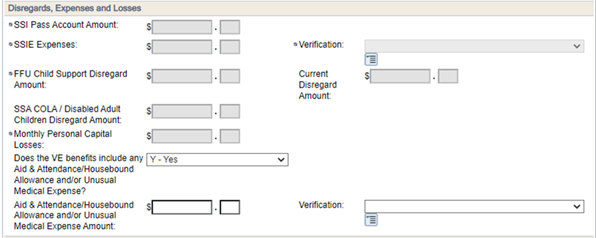 Disregards, Expenses and Losses
SSI Pass Account Amount: $ .
SSIE Expenses: $ . Verification:
FFU Child Support Disregard $ . Current $ .
Amount: Disregard
Amount:
SSA COLA / Disabled Adult $ .
Children Disregard Amount:
Monthly Personal Capital $ .
Losses:
Does the VE benefits include any Y - Yes
Aid & Attendance/Housebound
Allowance and/or Unusual
Medical Expense?
Aid & Attendance/Housebound $ . Verification:
Allowance and/or Unusual
Medical Expense Amount: